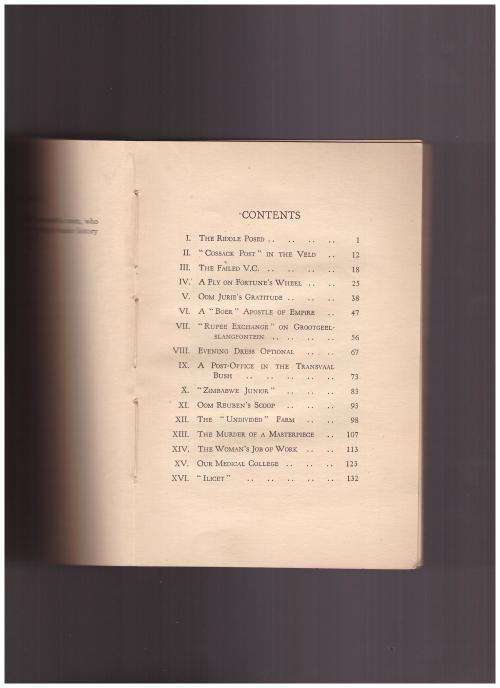 who
history
CONTENTS
I. THE RIDDLE POSED .. .. .. .. 1
II. "COSSACK POST" IN THE VELD .. 12
III. THE FAILED V.C. .. .. .. .. 18
IV. A FLY ON FORTUNE'S WHEEL .. .. 25
V. OOM JURIE'S GRATITUDE .. .. .. 38
VI. A "BOER" APOSTLE OF EMPIRE .. 47
VII. "RUPEE EXCHANGE" ON GROOTGEEL-
SLANGFONTEIN .. .. .. .. 56
VIII. EVENING DRESS OPTIONAL .. .. 67
IX. A POST-OFFICE IN THE TRANSVAAL
BUSH .. .. .. .. .. 73
X. "ZIMBABWE JUNIOR" .. .. .. 83
XI. OOM REUBEN'S SCOOP .. .. .. 93
XII. THE "UNDIVIDED" FARM .. .. 98
XIII. THE MURDER OF A MASTERPIECE .. 107
XIV. THE WOMAN'S JOB OF WORK .. .. 113
XV. OUR MEDICAL COLLEGE .. .. .. 123
XVI. "ILICET" .. .. .. .. .. 132